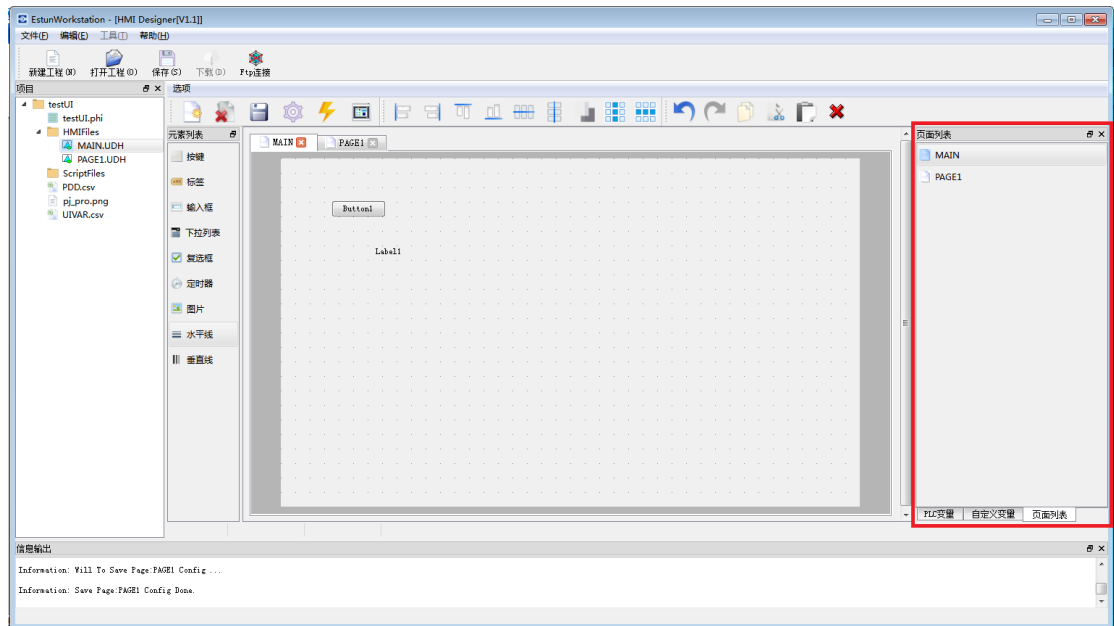 EstunWorkstation - [HMI Designer[V1.1]]
文件(F) 编辑(E) 工具(T) 帮助(H)
新建工程(N) 打开工程(O) 保存(S) 下载(D) Ftp连接
项目
选项
testUI
testUI.phi
HMIFiles
MAIN.UDH
PAGE1.UDH
ScriptFiles
PDD.csv
pj_pro.png
UIVAR.csv
元素列表
按键
标签
输入框
下拉列表
复选框
定时器
图片
水平线
垂直线
MAIN PAGE1
Button1
Label1
页面列表
MAIN
PAGE1
PLC变量 自定义变量 页面列表
信息输出
Information: Will To Save Page:PAGE1 Config ...
Information: Save Page:PAGE1 Config Done.